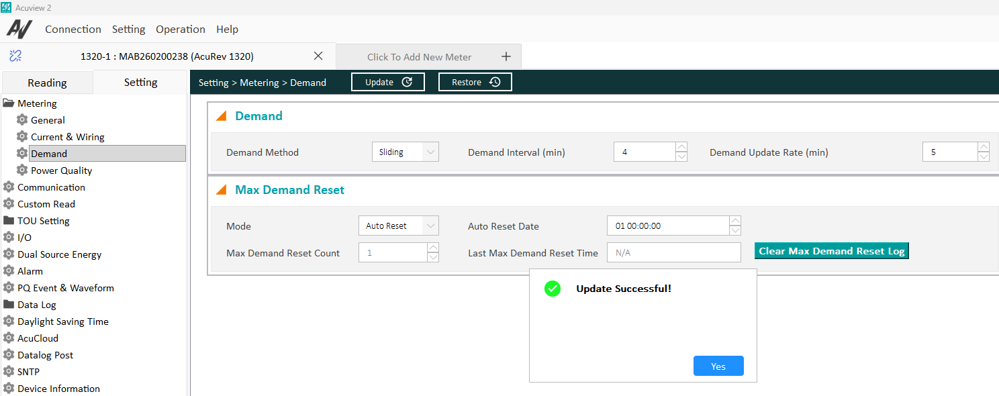 Acuview 2
Connection Setting Operation Help
1320-1 : MAB260200238 (AcuRev 1320)
Click To Add New Meter
Reading
Setting
Setting > Metering > Demand
Update
Restore
Metering
General
Current & Wiring
Demand
Power Quality
Communication
Custom Read
TOU Setting
I/O
Dual Source Energy
Alarm
PQ Event & Waveform
Data Log
Daylight Saving Time
AcuCloud
Datalog Post
SNTP
Device Information
Demand
Demand Method Sliding Demand Interval (min) 4 Demand Update Rate (min) 5
Max Demand Reset
Mode Auto Reset Auto Reset Date 01 00:00:00
Max Demand Reset Count 1 Last Max Demand Reset Time N/A Clear Max Demand Reset Log
Update Successful!
Yes